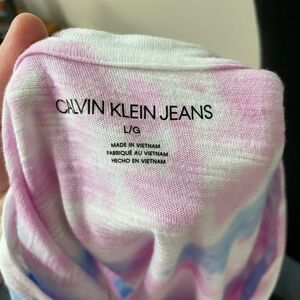 CALVIN KLEIN JEANS
L/G
MADE IN VIETNAM
FABRIQUÉ AU VIETNAM
HECHO EN VIETNAM